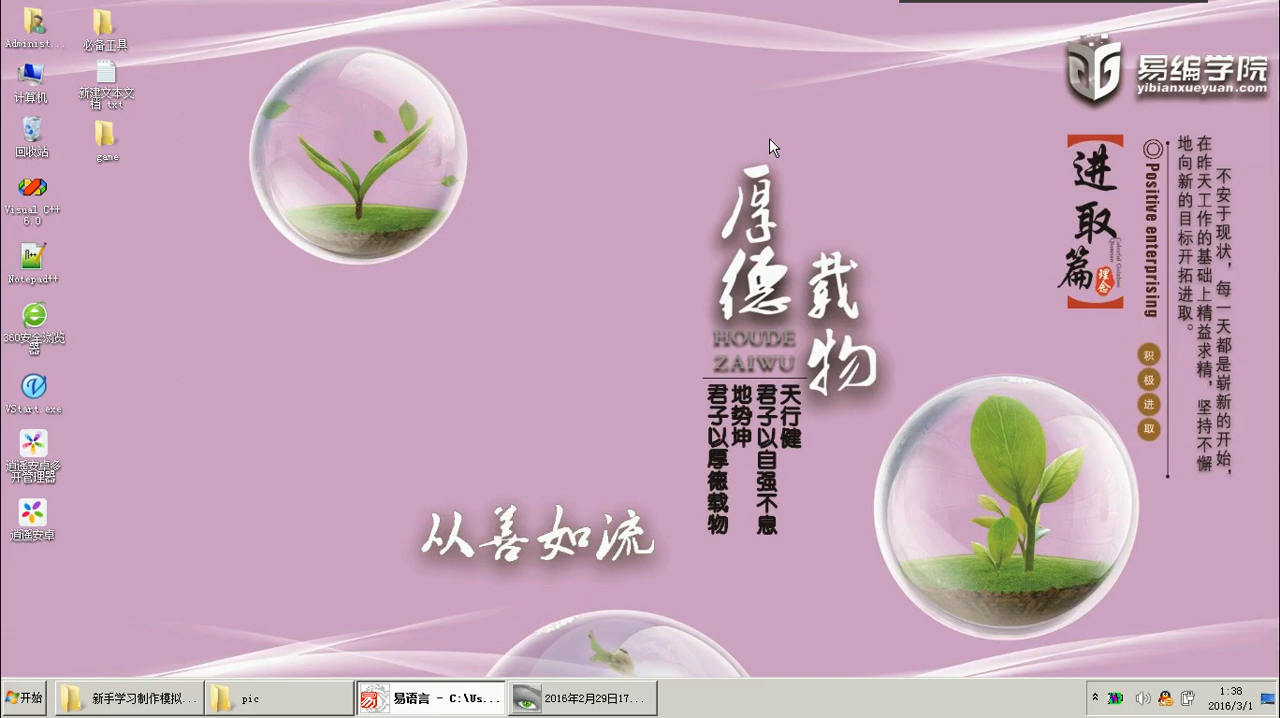 Administ...
必备工具
计算机
新建文本文
档.txt
回收站
game
Visual C++
6.0
Notepad++
360安全浏览
器
VStart.exe
逍遥安卓多
开管理器
逍遥安卓
易编学院
yibianxueyuan.com
厚德
载物
HOUDE
ZAIWU
天行健
君子以自强不息
地势坤
君子以厚德载物
从善如流
进取篇
理念
Positive enterprising
积极进取
不安于现状，每一天都是崭新的开始，
在昨天工作的基础上精益求精，坚持不懈
地向新的目标开拓进取。
开始
新手学习制作模拟...
pic
易语言 - C:\Us...
2016年2月29日17...
1:38
2016/3/1